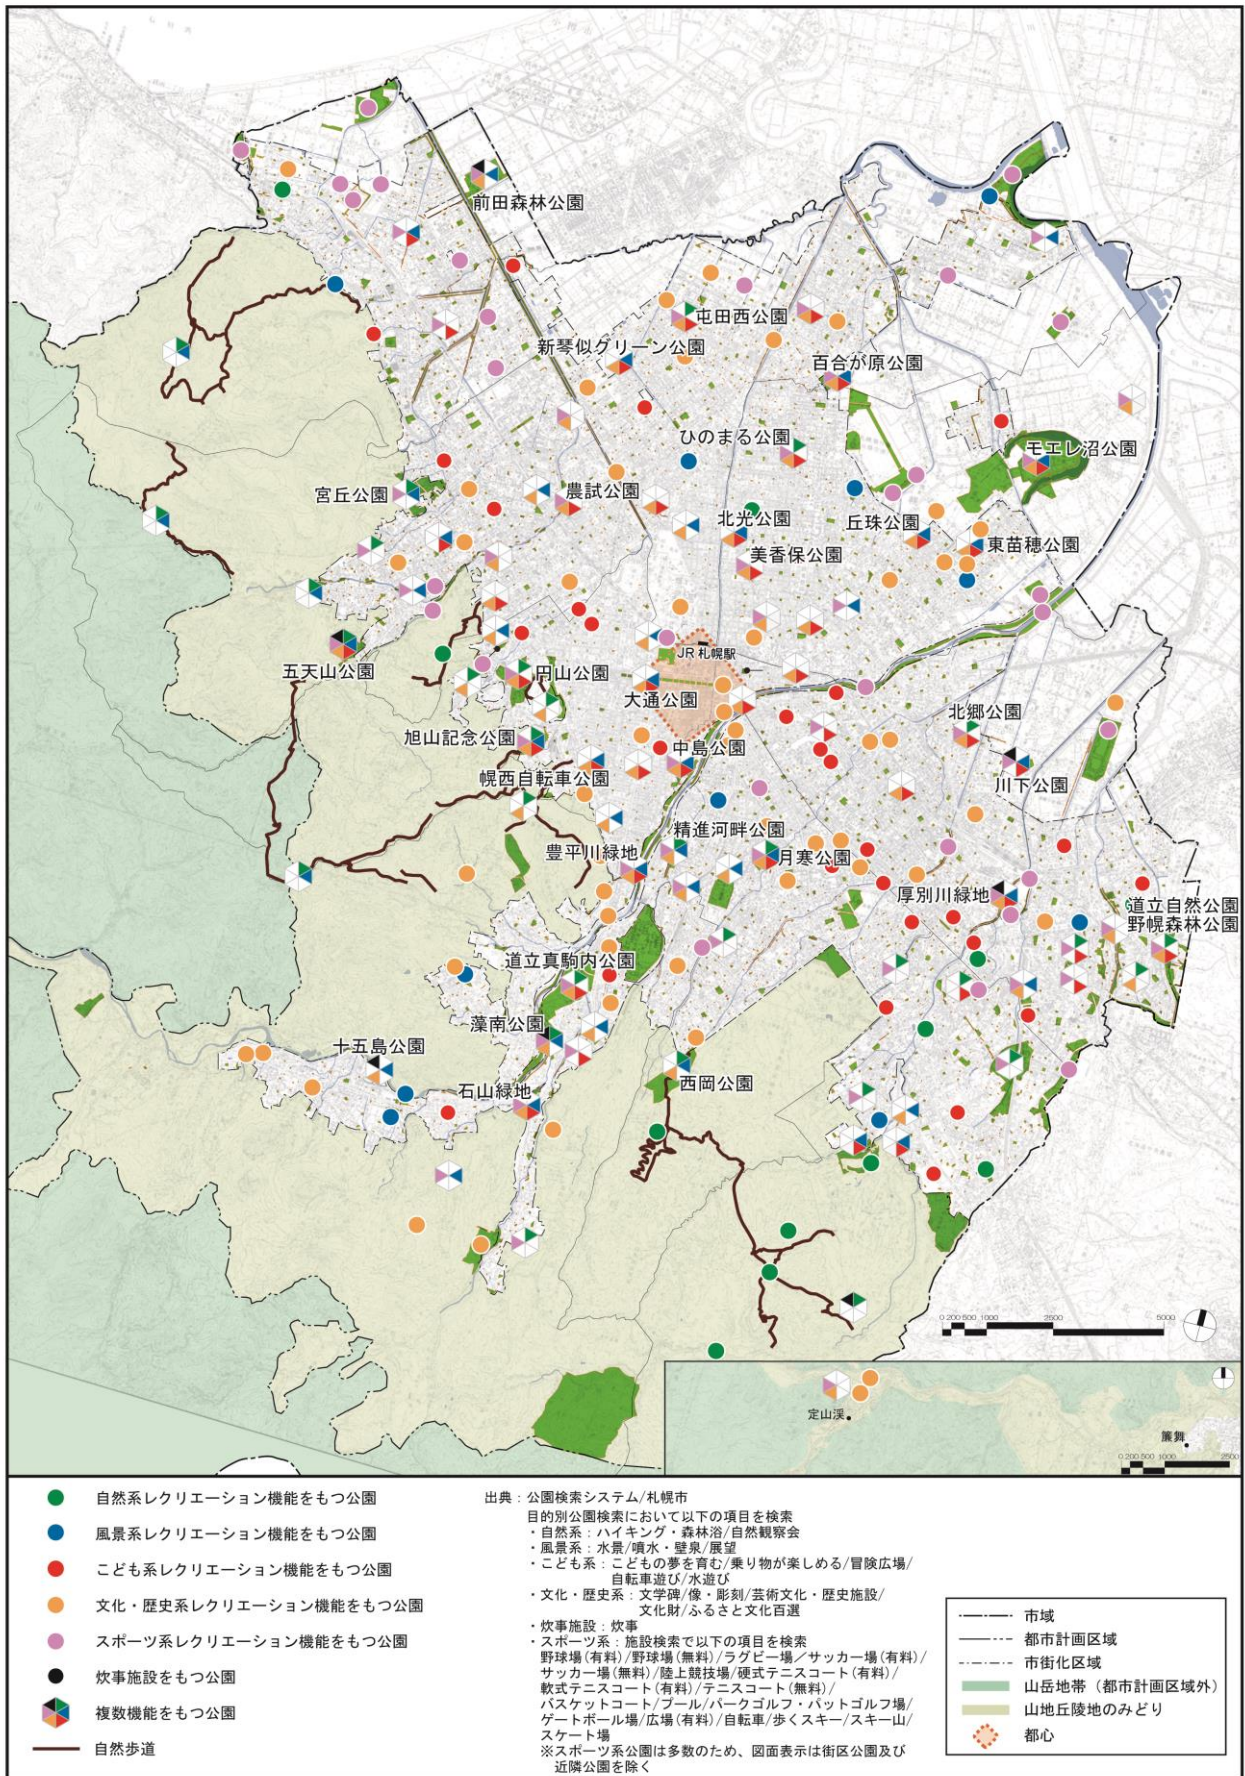 前田森林公園
屯田西公園
新琴似グリーン公園
百合が原公園
ひのまる公園
モエレ沼公園
宮丘公園
農試公園
北光公園
丘珠公園
東苗穂公園
美香保公園
JR札幌駅
五天山公園
円山公園
大通公園
北郷公園
旭山記念公園
中島公園
川下公園
幌西自転車公園
精進河畔公園
豊平川緑地
月寒公園
厚別川緑地
道立自然公園
野幌森林公園
道立真駒内公園
藻南公園
十五島公園
石山緑地
西岡公園
0 200 500 1000 2500 5000
定山渓
簾舞
0 200 500 1000 2500
自然系レクリエーション機能をもつ公園
風景系レクリエーション機能をもつ公園
こども系レクリエーション機能をもつ公園
文化・歴史系レクリエーション機能をもつ公園
スポーツ系レクリエーション機能をもつ公園
炊事施設をもつ公園
複数機能をもつ公園
自然歩道
出典：公園検索システム/札幌市
目的別公園検索において以下の項目を検索
・自然系：ハイキング・森林浴/自然観察会
・風景系：水景/噴水・壁泉/展望
・こども系：こどもの夢を育む/乗り物が楽しめる/冒険広場/
自転車遊び/水遊び
・文化・歴史系：文学碑/像・彫刻/芸術文化・歴史施設/
文化財/ふるさと文化百選
・炊事施設：炊事
・スポーツ系：施設検索で以下の項目を検索
野球場(有料)/野球場(無料)/ラグビー場／サッカー場(有料)/
サッカー場(無料)/陸上競技場/硬式テニスコート(有料)/
軟式テニスコート(有料)/テニスコート(無料)/
バスケットコート/プール/パークゴルフ・パットゴルフ場/
ゲートボール場/広場(有料)/自転車/歩くスキー/スキー山/
スケート場
※スポーツ系公園は多数のため、図面表示は街区公園及び
近隣公園を除く
市域
都市計画区域
市街化区域
山岳地帯（都市計画区域外）
山地丘陵地のみどり
都心